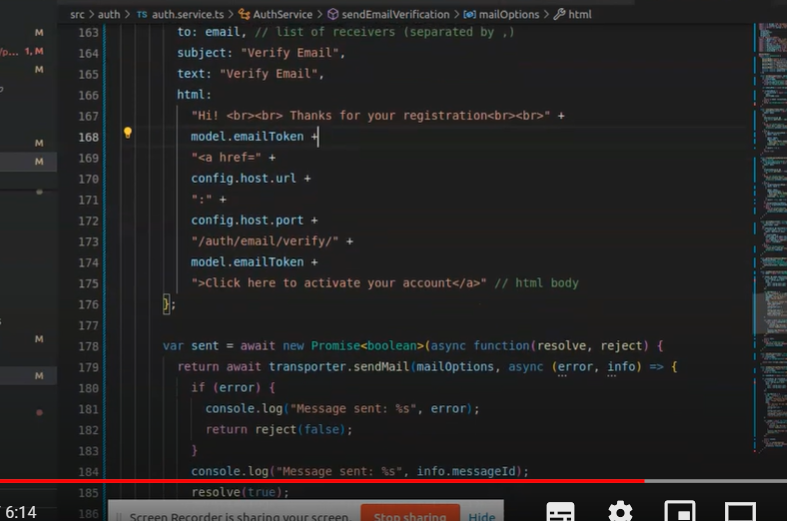 src > auth > TS auth.service.ts > AuthService > sendEmailVerification > mailOptions > html
163 to: email, // list of receivers (separated by ,)
164 subject: "Verify Email",
165 text: "Verify Email",
166 html:
167 "Hi! <br><br> Thanks for your registration<br><br>" +
168 model.emailToken +
169 "<a href=" +
170 config.host.url +
171 ":" +
172 config.host.port +
173 "/auth/email/verify/" +
174 model.emailToken +
175 ">Click here to activate your account</a>" // html body
176 };
177
178 var sent = await new Promise<boolean>(async function(resolve, reject) {
179 return await transporter.sendMail(mailOptions, async (error, info) => {
180 if (error) {
181 console.log("Message sent: %s", error);
182 return reject(false);
183 }
184 console.log("Message sent: %s", info.messageId);
185 resolve(true);
186
M
/p... 1, M
M
M
M
M
M
/ 6:14
Screen Recorder is sharing your screen.
Stop sharing
Hide